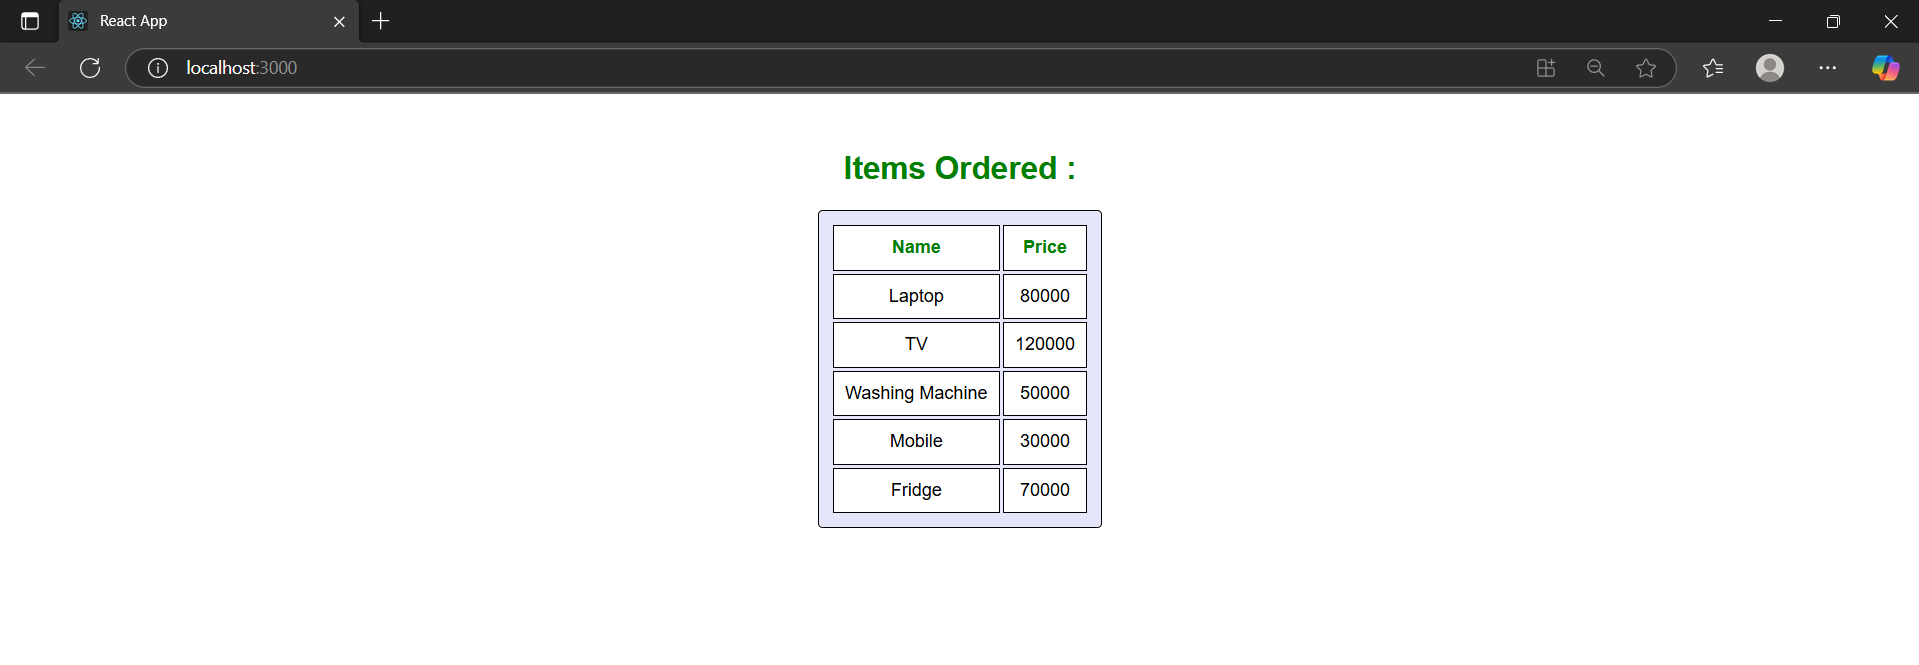 React App
localhost:3000
Items Ordered :
Name Price
Laptop 80000
TV 120000
Washing Machine 50000
Mobile 30000
Fridge 70000